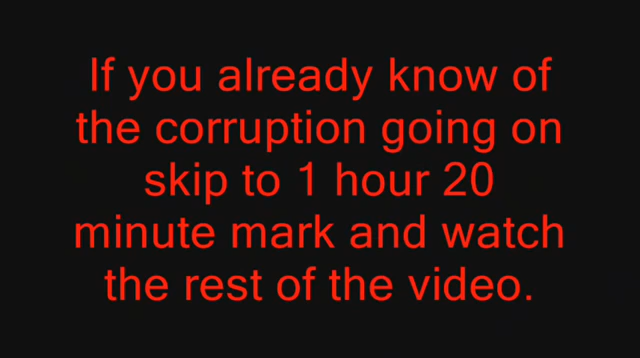 If you already know of
the corruption going on
skip to 1 hour 20
minute mark and watch
the rest of the video.